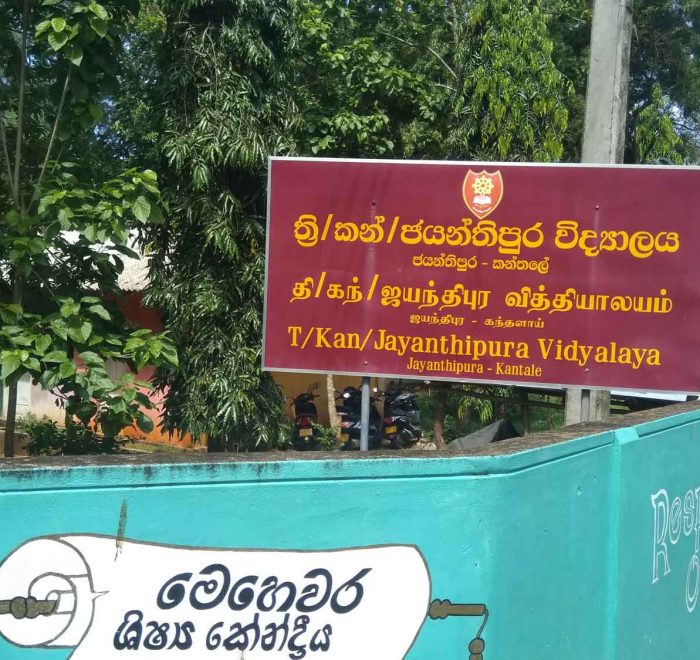 ත්‍රි/කන්/ජයන්තිපුර විද්‍යාලය
ජයන්තිපුර - කන්තලේ
தி/கந்/ஜயந்திபுர வித்தியாலயம்
ஜயந்திபுர - கந்தளாய்
T/Kan/Jayanthipura Vidyalaya
Jayanthipura - Kantale
මෙහෙවර
ශිෂ්‍ය කේන්ද්‍රීය